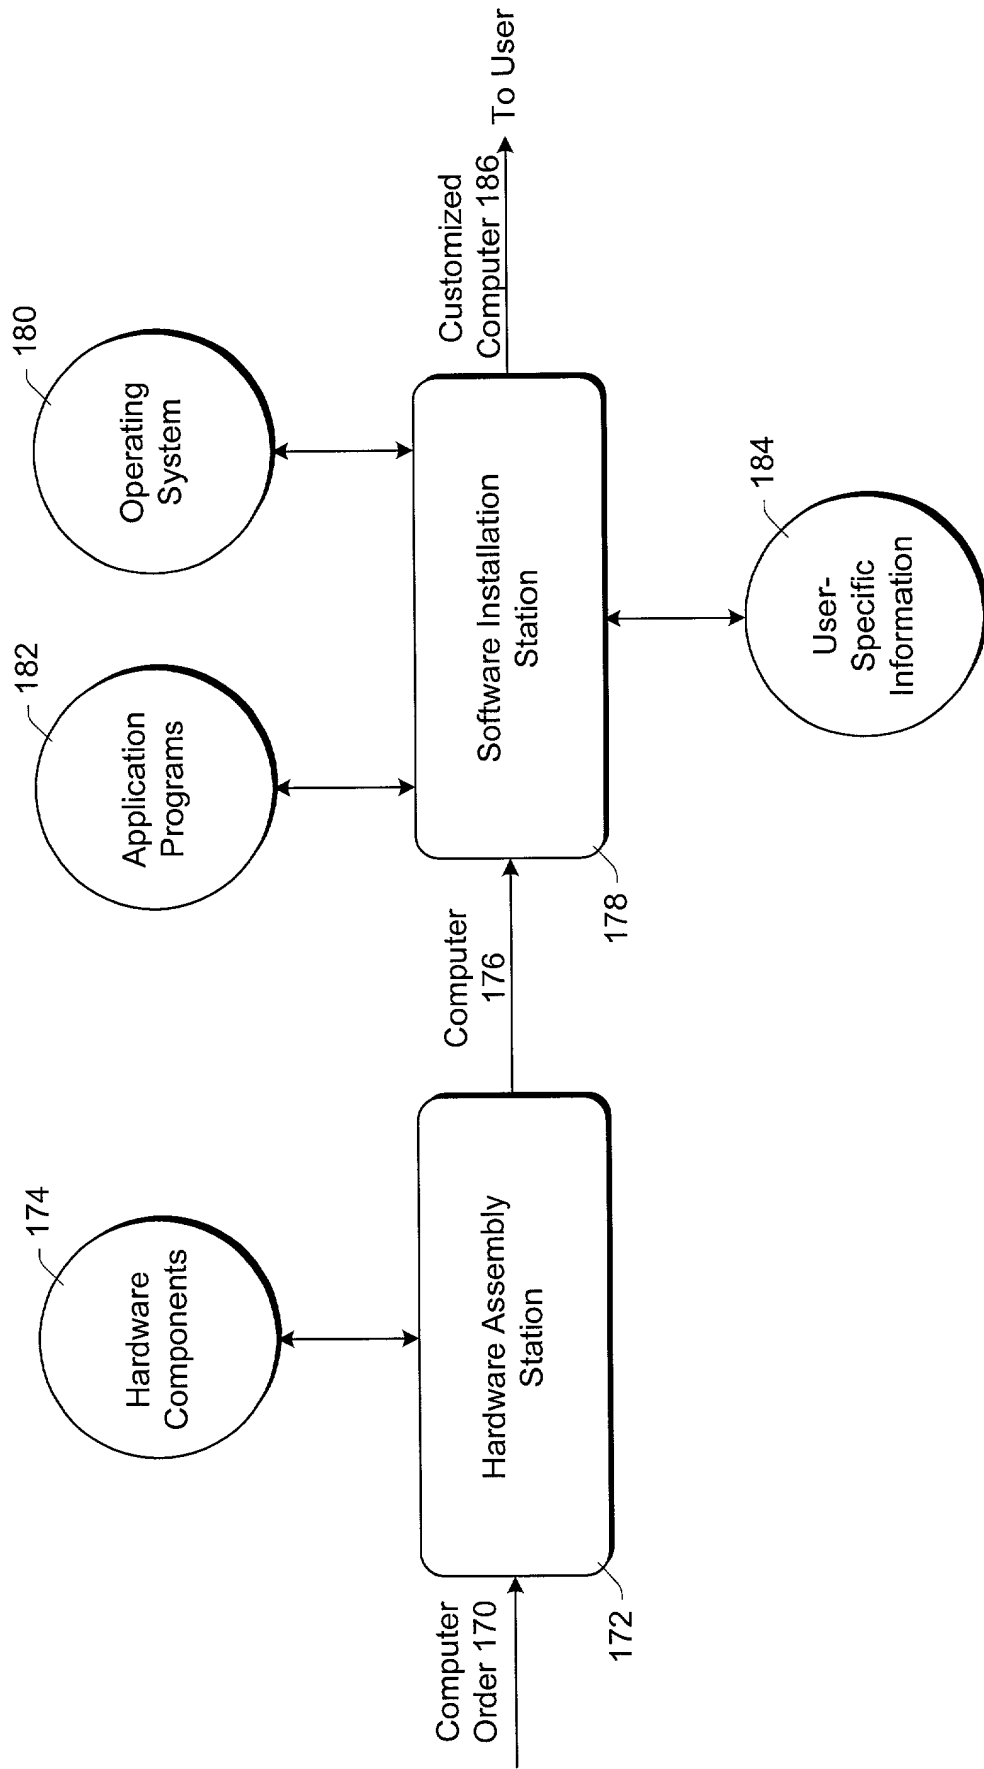 174
Hardware
Components
182
Application
Programs
180
Operating
System
Computer
Order 170
Hardware Assembly
Station
172
Computer
176
Software Installation
Station
178
Customized
Computer 186
To User
184
User-
Specific
Information